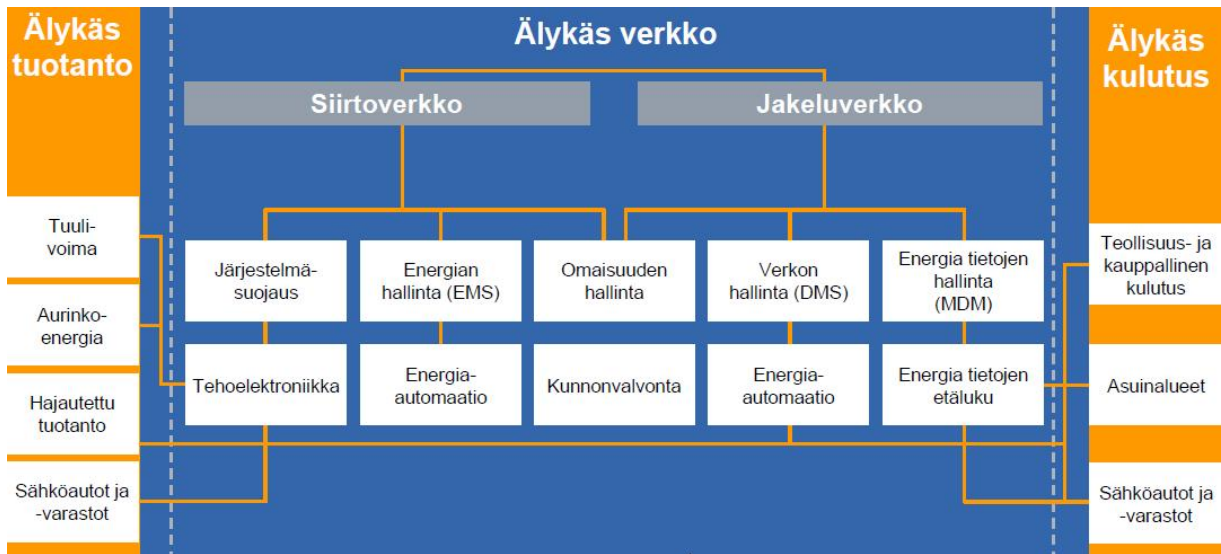 Älykäs
tuotanto
Älykäs verkko
Älykäs
kulutus
Siirtoverkko
Jakeluverkko
Tuuli-
voima
Aurinko-
energia
Hajautettu
tuotanto
Sähköautot ja
-varastot
Järjestelmä-
suojaus
Energian
hallinta (EMS)
Omaisuuden
hallinta
Verkon
hallinta (DMS)
Energia tietojen
hallinta
(MDM)
Tehoelektroniikka
Energia-
automaatio
Kunnonvalvonta
Energia-
automaatio
Energia tietojen
etäluku
Teollisuus- ja
kauppallinen
kulutus
Asuinalueet
Sähköautot ja
-varastot